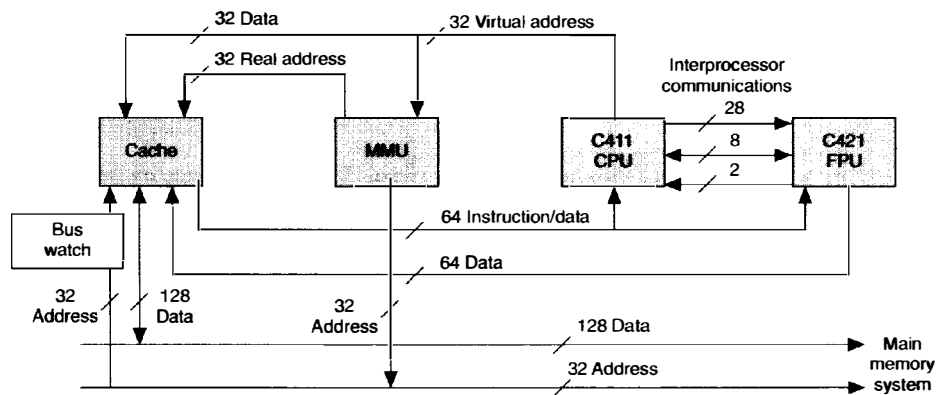 32 Data
32 Virtual address
32 Real address
Interprocessor
communications
28
Cache
MMU
C411
CPU
8
C421
FPU
2
64 Instruction/data
Bus
watch
64 Data
32
Address
128
Data
32
Address
128 Data
Main
memory
system
32 Address